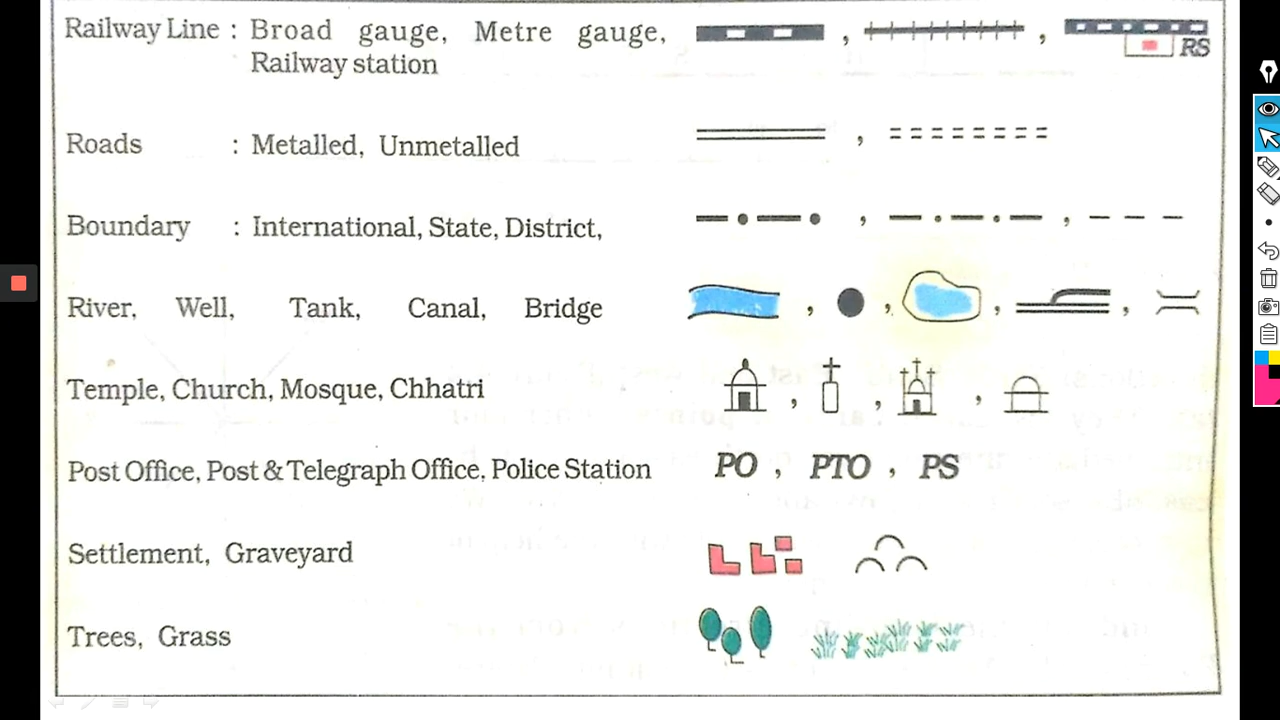 Railway Line : Broad gauge, Metre gauge,
: Railway station
RS
Roads : Metalled, Unmetalled
Boundary : International, State, District,
River, Well, Tank, Canal, Bridge
Temple, Church, Mosque, Chhatri
Post Office, Post & Telegraph Office, Police Station PO , PTO , PS
Settlement, Graveyard
Trees, Grass